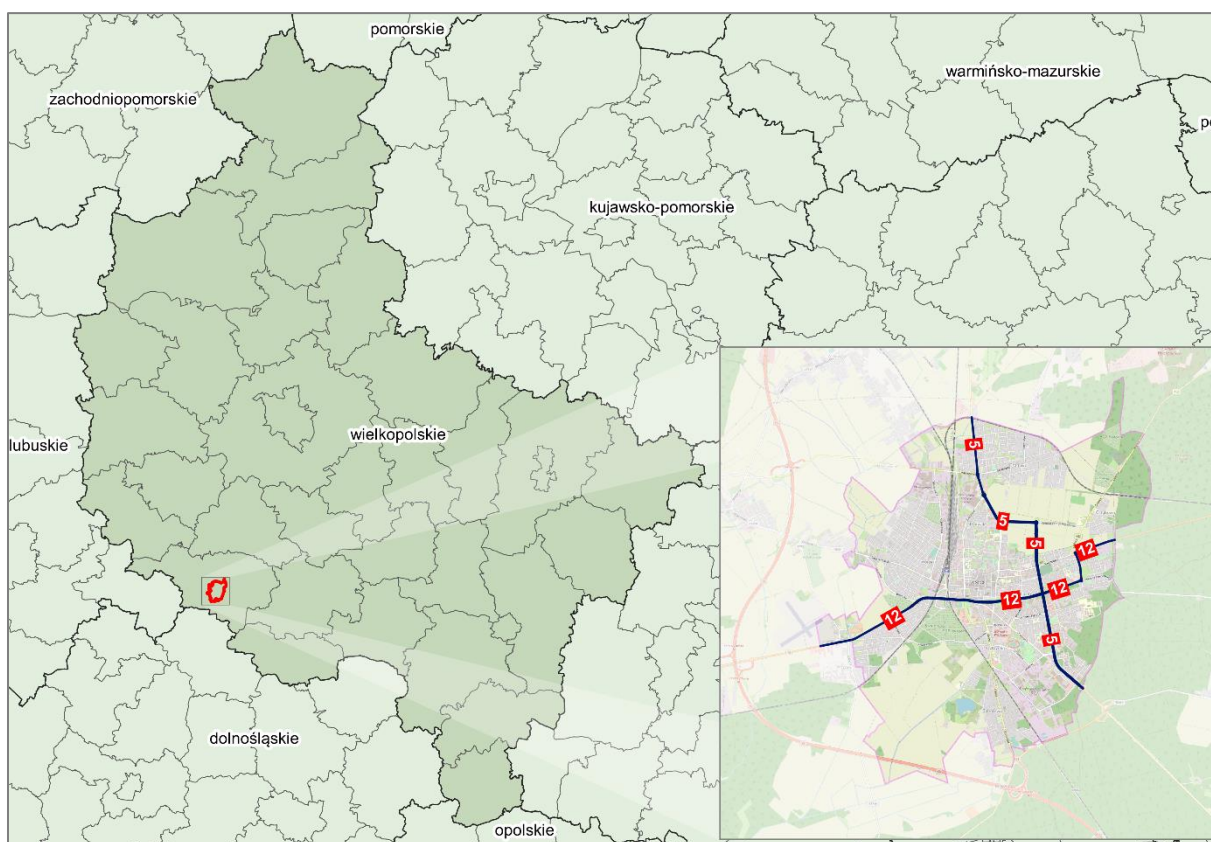 pomorskie
warmińsko-mazurskie
zachodniopomorskie
kujawsko-pomorskie
wielkopolskie
lubuskie
5
5
5
12
12
12
12
5
dolnośląskie
opolskie